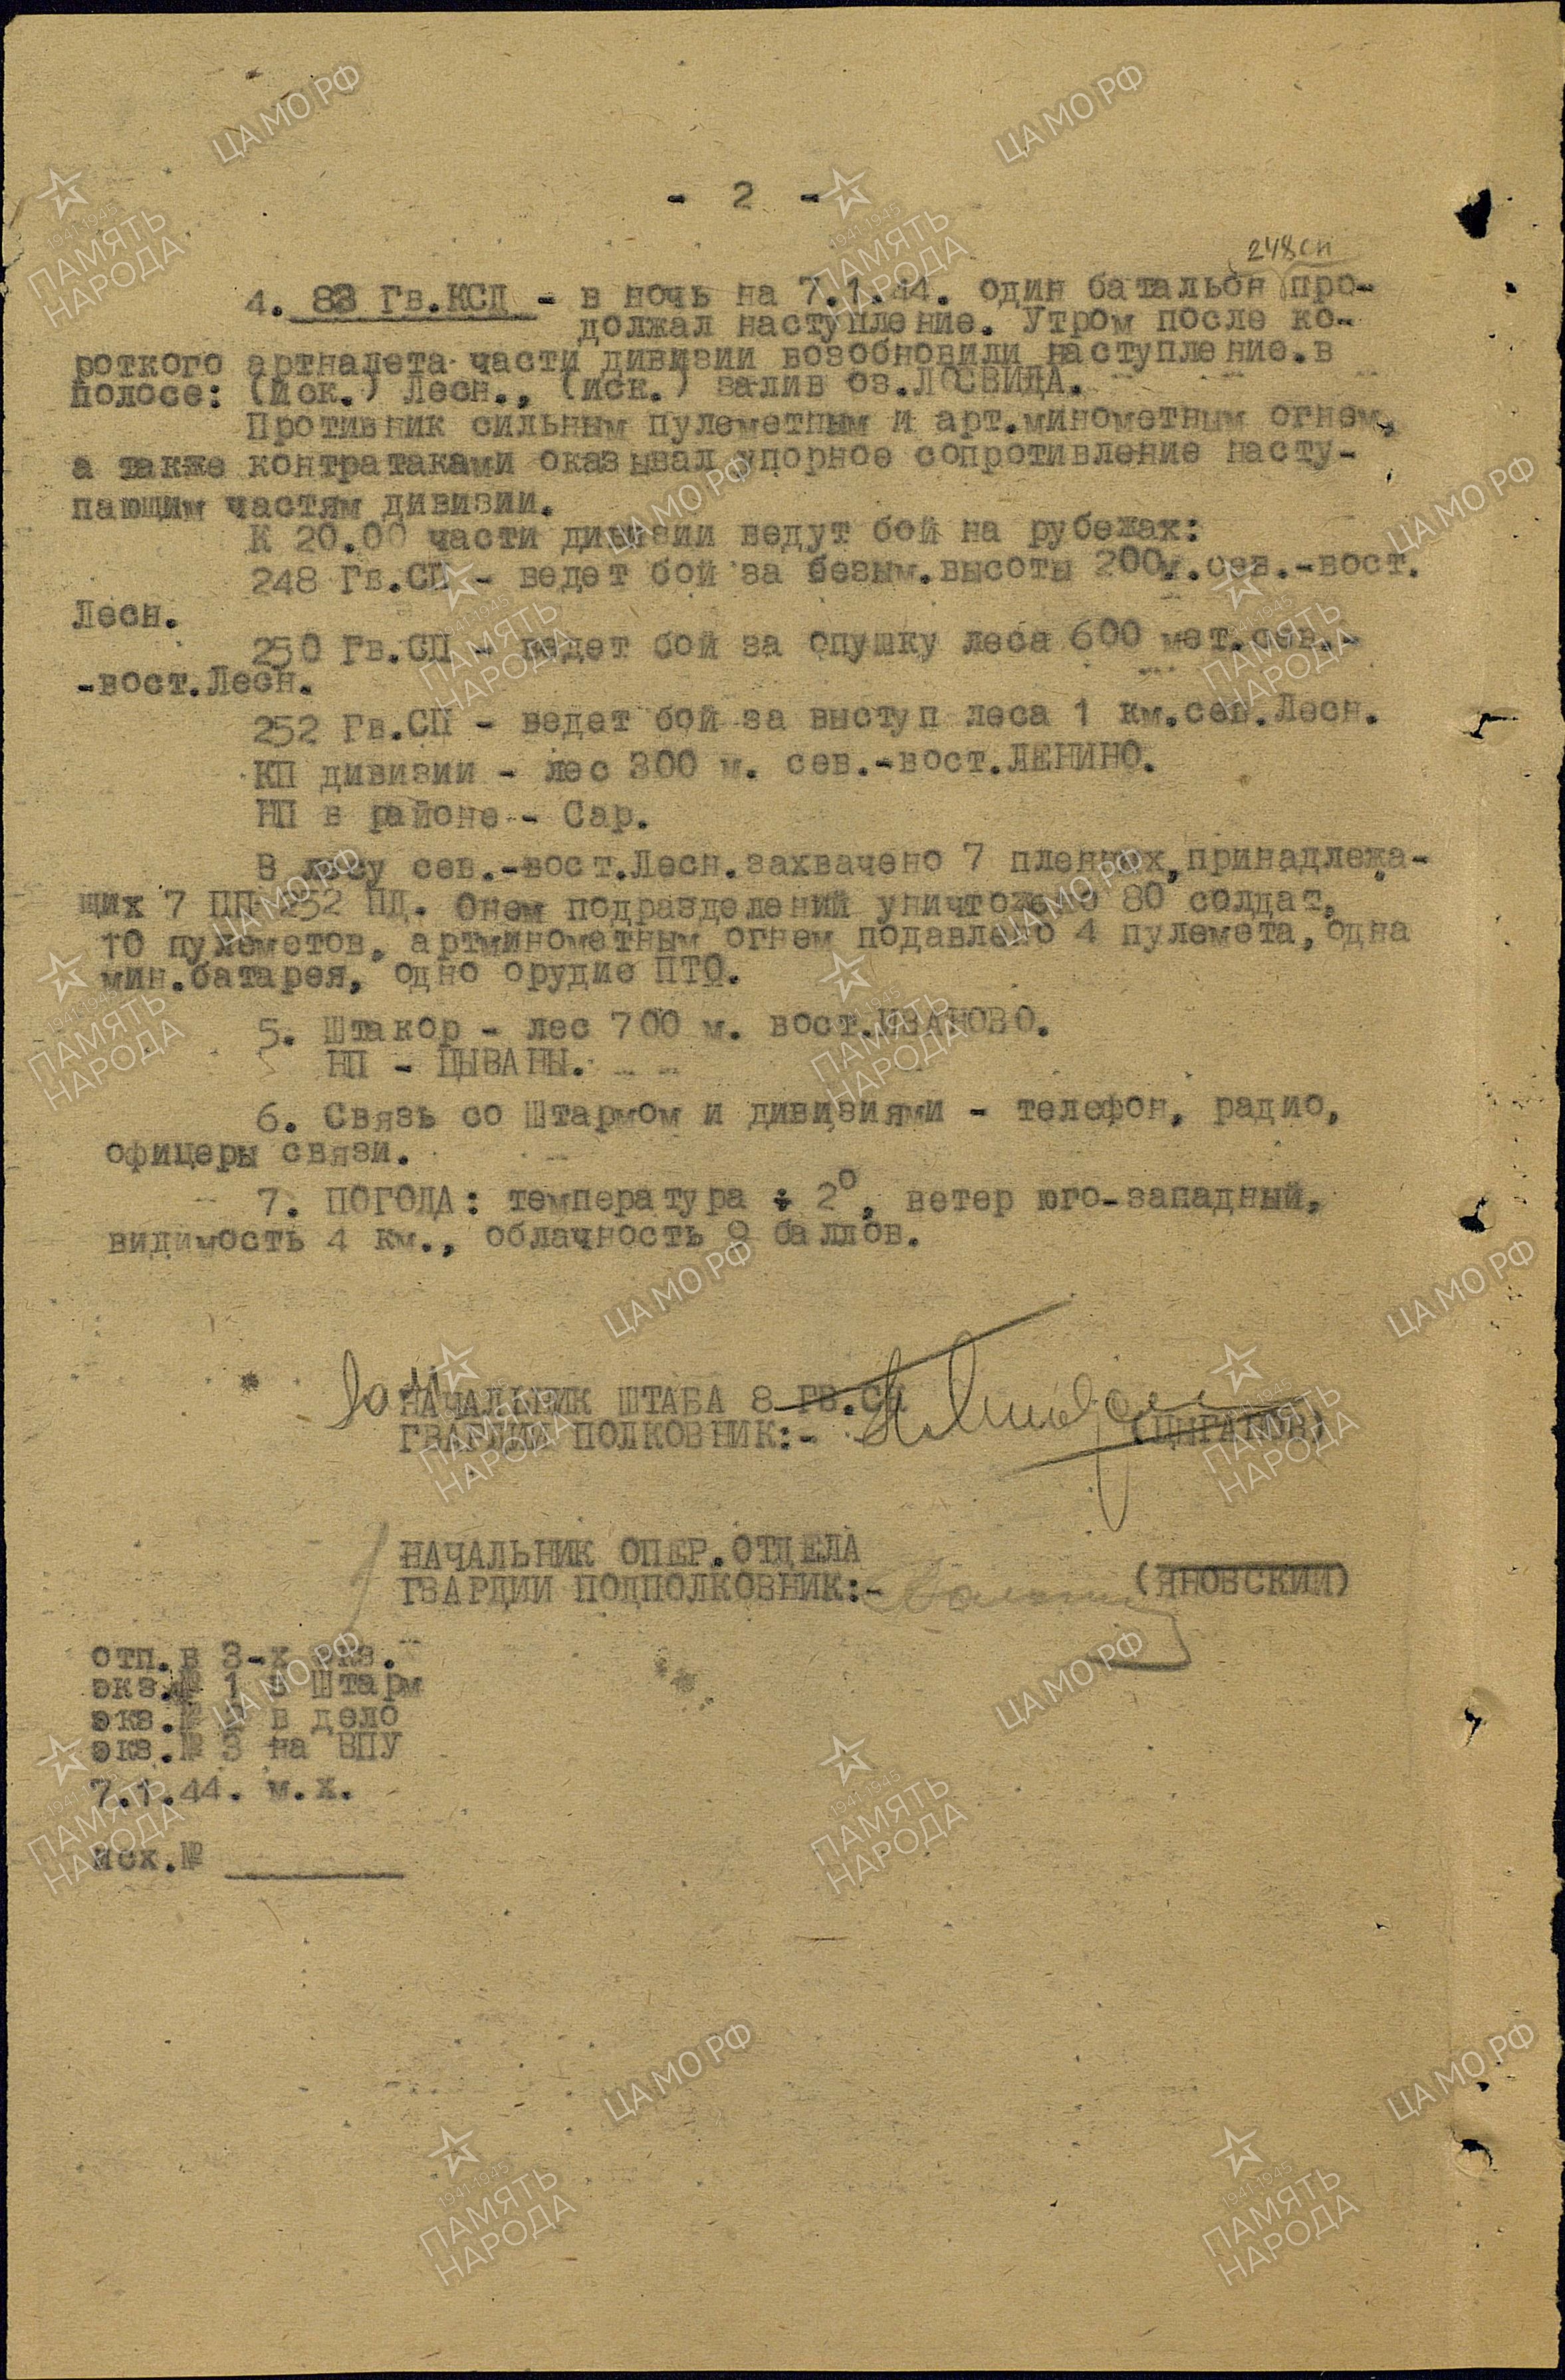 - 2 -
248сп
4. 83 Гв.КСД - в ночь на 7.1.44. один батальон про-
должал наступление. Утром после ко-
роткого артналета части дивизии возобновили наступление.в
полосе: (иск.) Лесн., (иск.) залив оз.ЛОСВИДА.
Противник сильным пулеметным и арт.минометным огнем,
а также контратаками оказывал упорное сопротивление насту-
пающим частям дивизии.
К 20.00 части дивизии ведут бой на рубежах:
248 Гв.СП - ведет бой за безым.высоты 200м.сев.-вост.
Лесн.
250 Гв.СП - ведет бой за опушку леса 600 мет.сев.-
-вост.Лесн.
252 Гв.СП - ведет бой за выступ леса 1 км.сев.Лесн.
КП дивизии - лес 300 м. сев.-вост.ЛЕНИНО.
НП в районе - Сар.
В лесу сев.-вост.Лесн.захвачено 7 пленных,принадлежа-
щих 7 ПП 252 ПД. Онем подразделений уничтожено 80 солдат,
10 пулеметов, артминометным огнем подавлено 4 пулемета, одна
мин.батарея, одно орудие ПТО.
5. Штакор - лес 700 м. вост.ИВАНОВО.
НП - ЦЫВАНЫ.
6. Связь со Штармом и дивизиями - телефон, радио,
офицеры связи.
7. ПОГОДА: температура + 2°, ветер юго-западный,
видимость 4 км., облачность 9 баллов.
Зам
НАЧАЛЬНИК ШТАБА 8 ГВ.СК
ГВАРДИИ ПОЛКОВНИК:- (ЦЫГАНОВ)
НАЧАЛЬНИК ОПЕР.ОТДЕЛА
ГВАРДИИ ПОДПОЛКОВНИК:- (ЯНОВСКИЙ)
отп.в 3-х экз.
экз.№ 1 в Штарм
экз.№ 2 в дело
экз.№ 3 на ВПУ
7.1.44. м.х.
исх.№